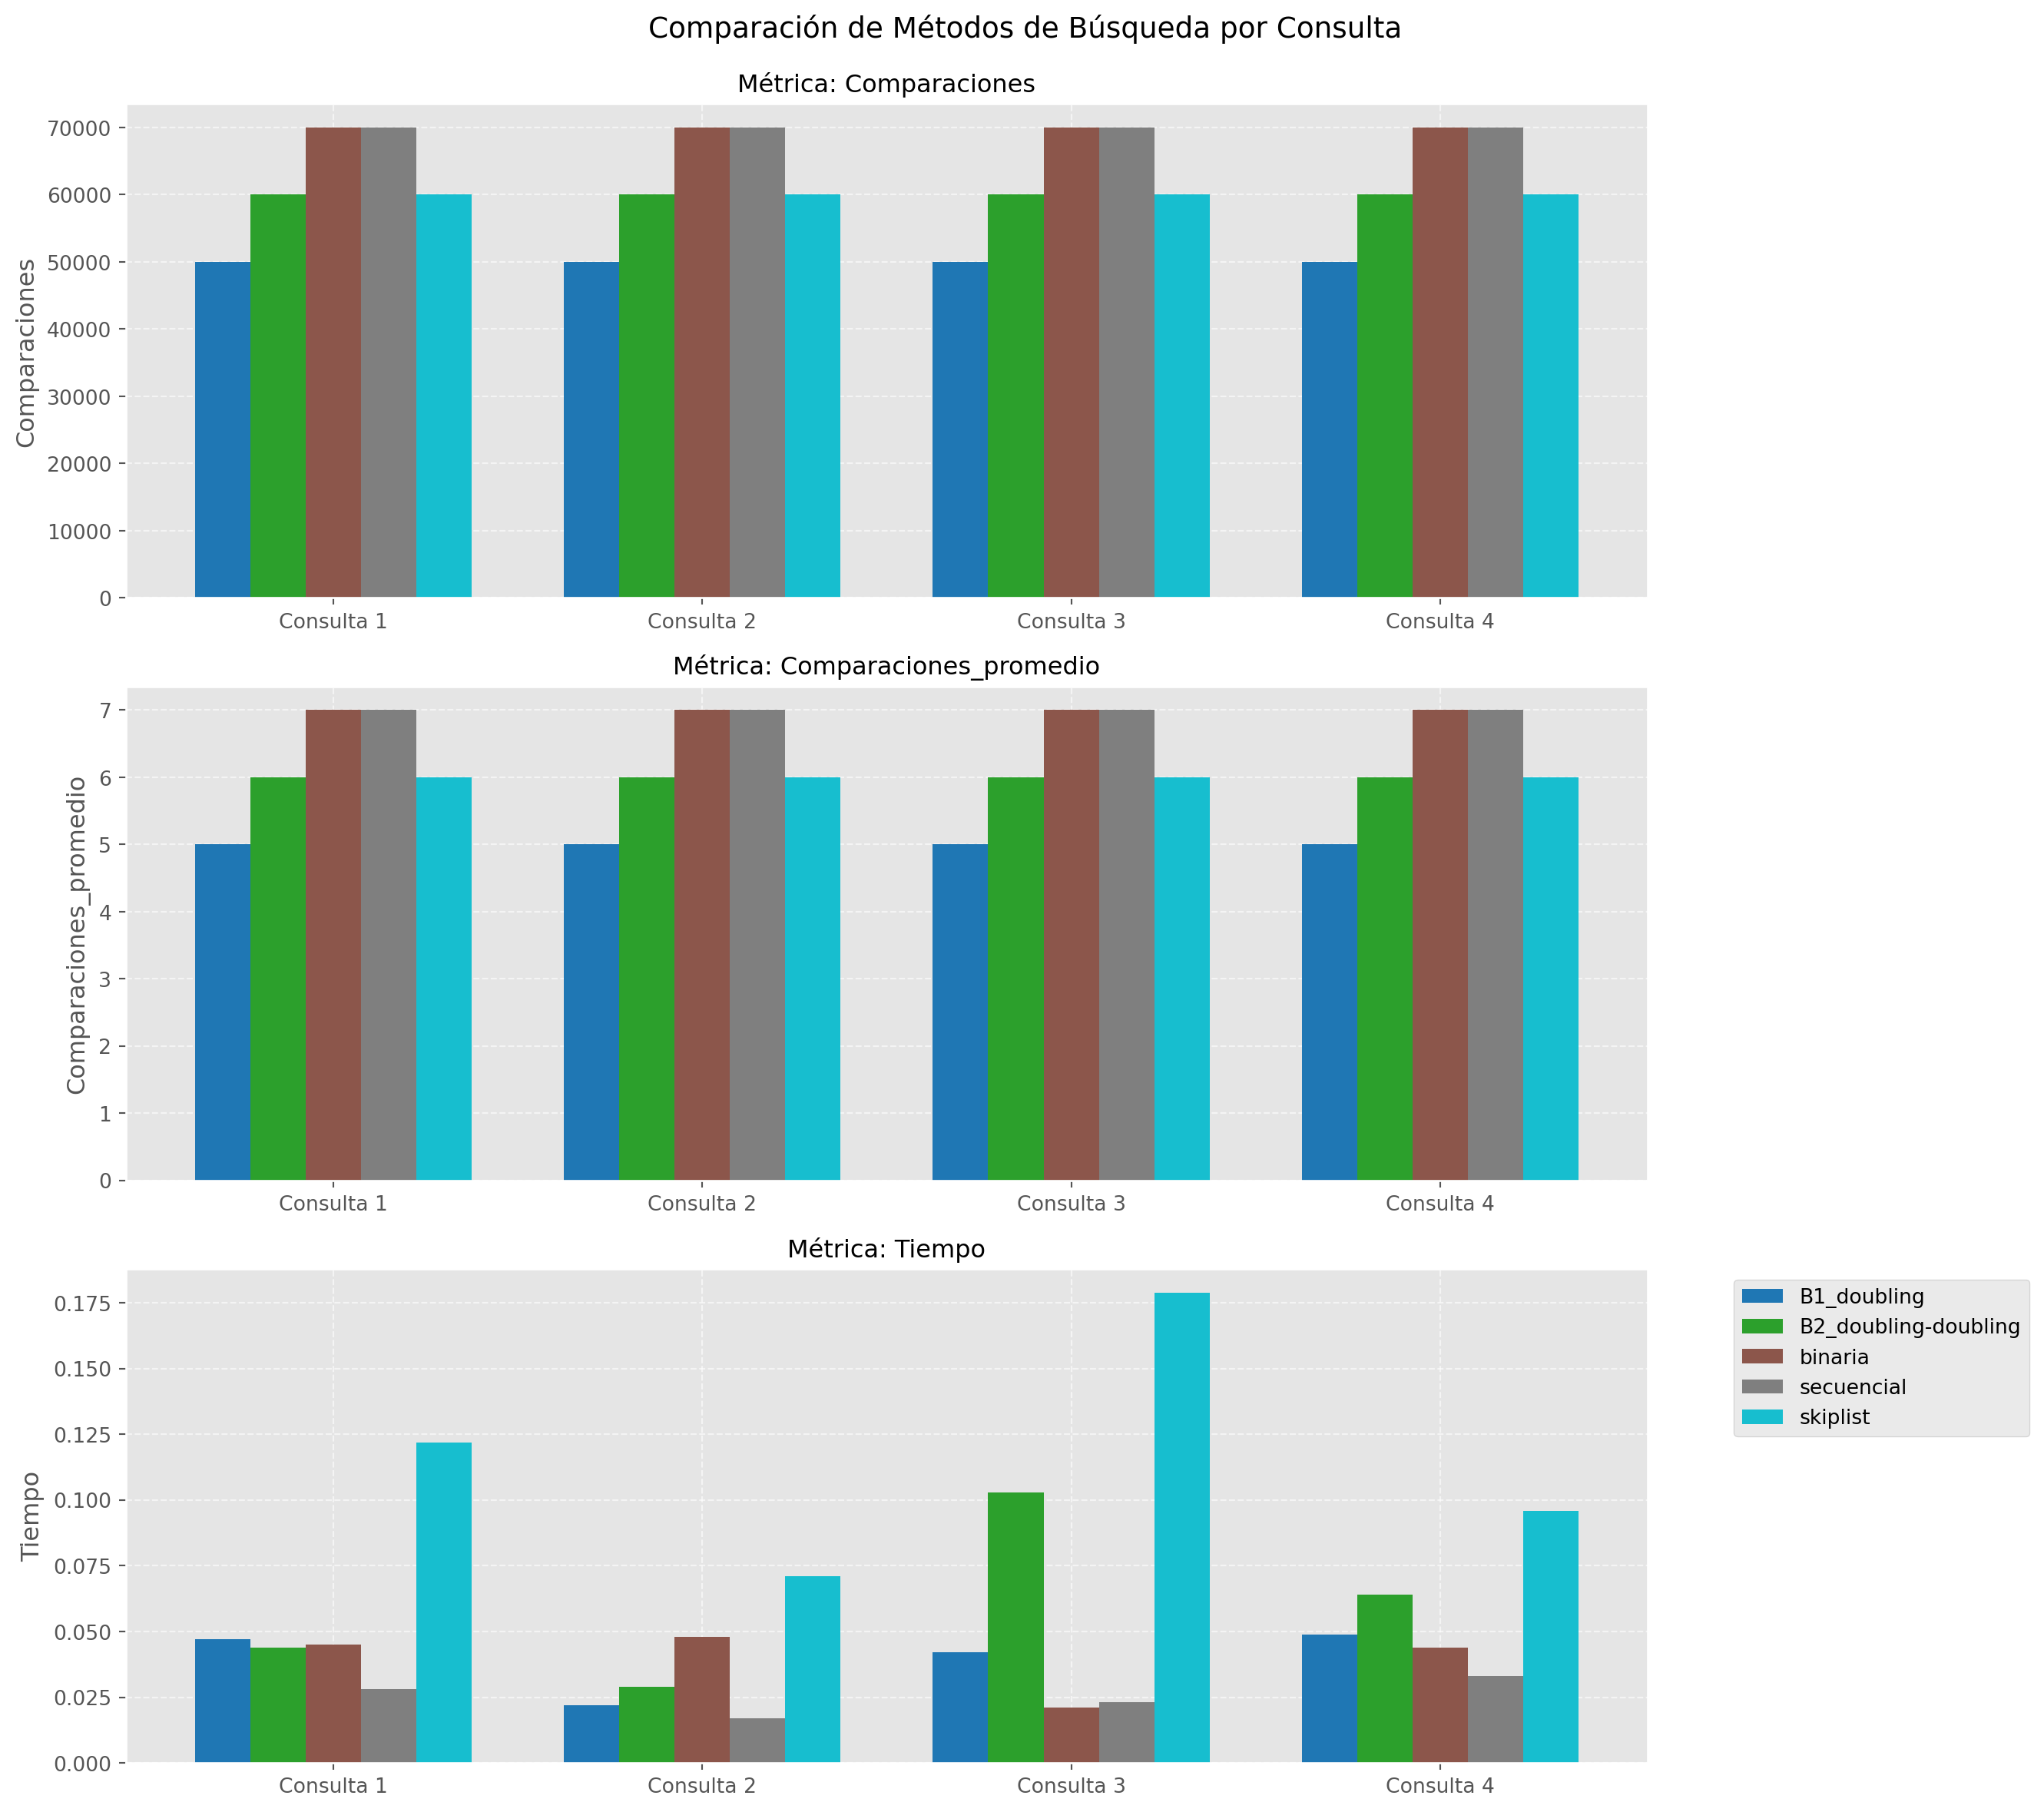 Comparación de Métodos de Búsqueda por Consulta
Métrica: Comparaciones
Comparaciones
70000
60000
50000
40000
30000
20000
10000
0
Consulta 1
Consulta 2
Consulta 3
Consulta 4
Métrica: Comparaciones_promedio
Comparaciones_promedio
7
6
5
4
3
2
1
0
Consulta 1
Consulta 2
Consulta 3
Consulta 4
Métrica: Tiempo
Tiempo
0.175
0.150
0.125
0.100
0.075
0.050
0.025
0.000
Consulta 1
Consulta 2
Consulta 3
Consulta 4
B1_doubling
B2_doubling-doubling
binaria
secuencial
skiplist